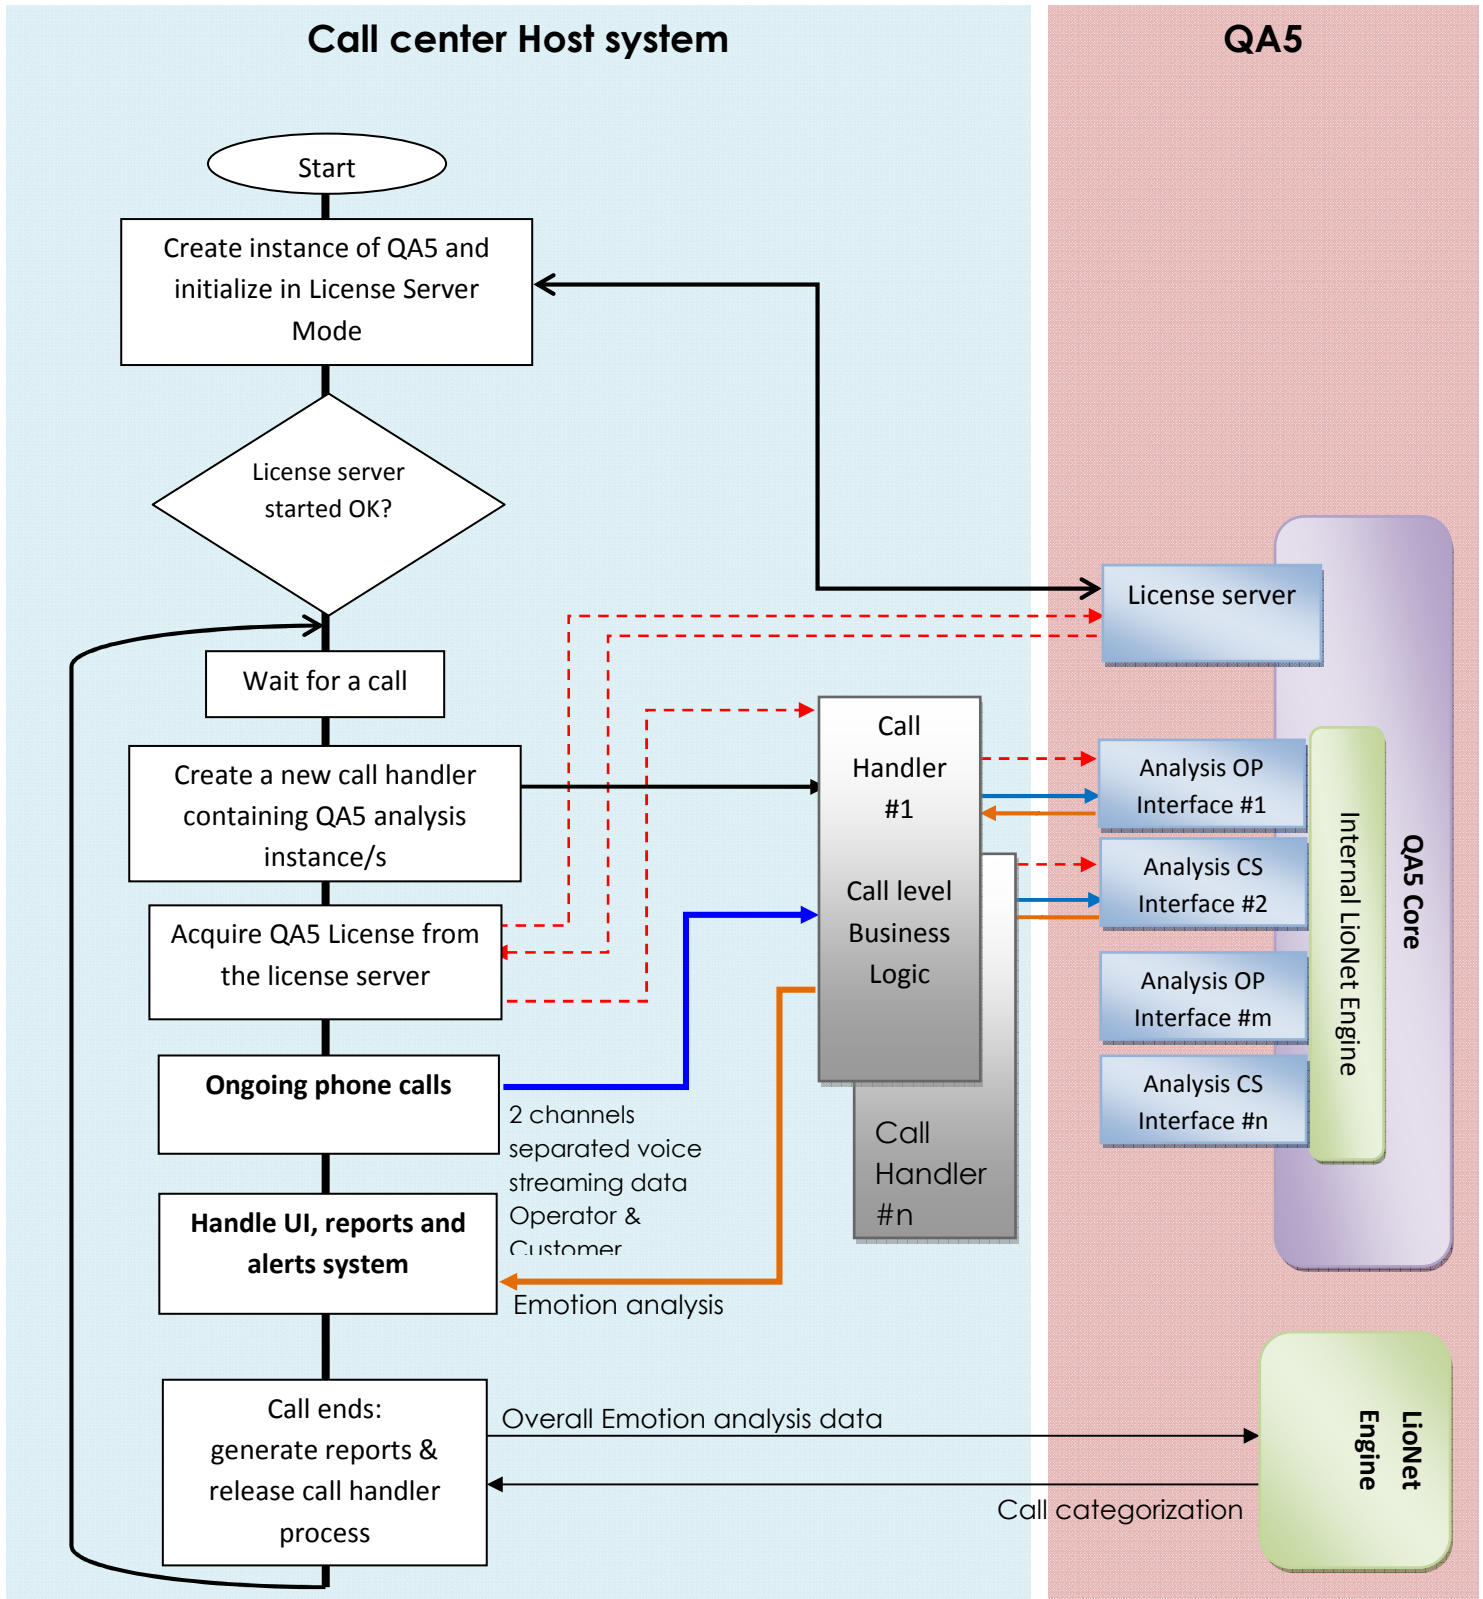 Call center Host system
QA5
Start
Create instance of QA5 and
initialize in License Server
Mode
License server
started OK?
Wait for a call
Create a new call handler
containing QA5 analysis
instance/s
Acquire QA5 License from
the license server
Ongoing phone calls
2 channels
separated voice
streaming data
Operator &
Customer
Handle UI, reports and
alerts system
Emotion analysis
Call ends:
generate reports &
release call handler
process
Overall Emotion analysis data
Call categorization
Call
Handler
#1
Call level
Business
Logic
Call
Handler
#n
License server
Analysis OP
Interface #1
Analysis CS
Interface #2
Analysis OP
Interface #m
Analysis CS
Interface #n
Internal LioNet Engine
QA5 Core
LioNet
Engine